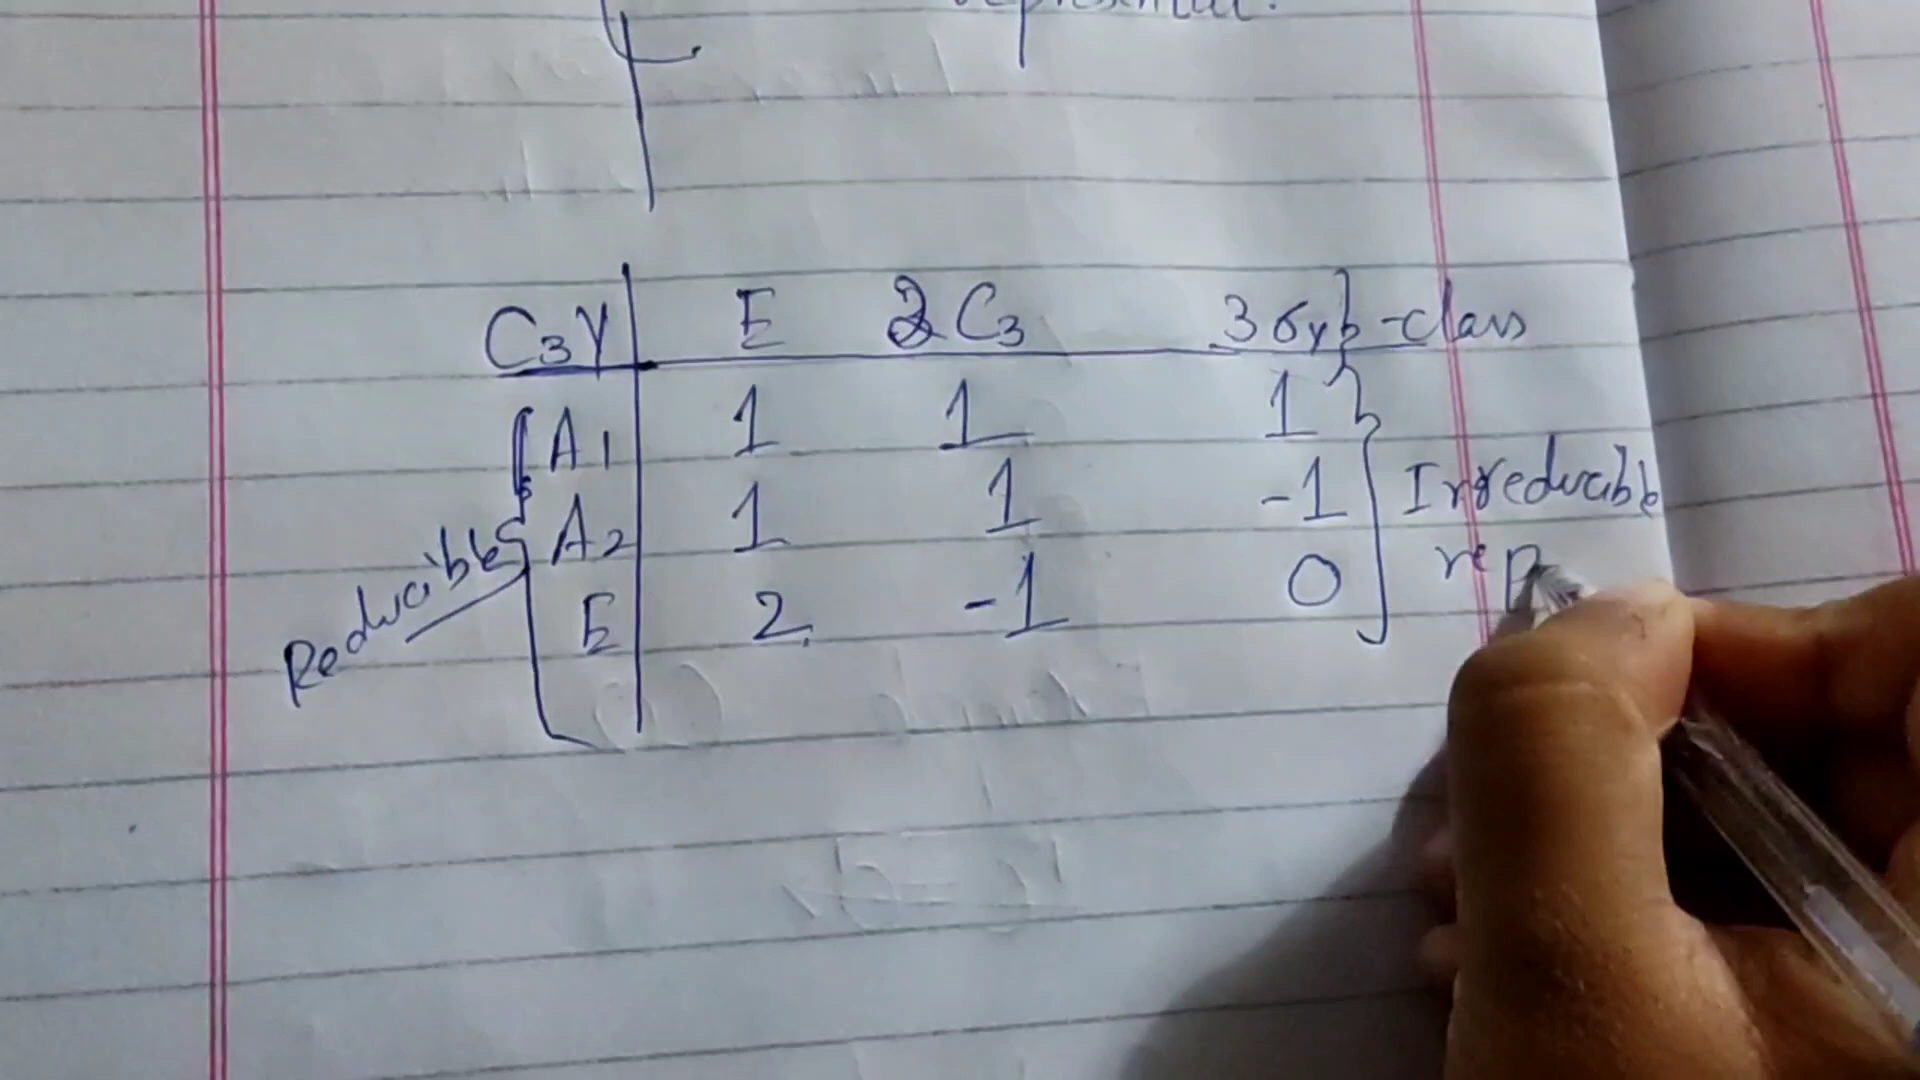 C3V E 2C3 3σv}-class
A1 1 1 1
A2 1 1 -1
E 2 -1 0
Reducible
Irreducible
rep